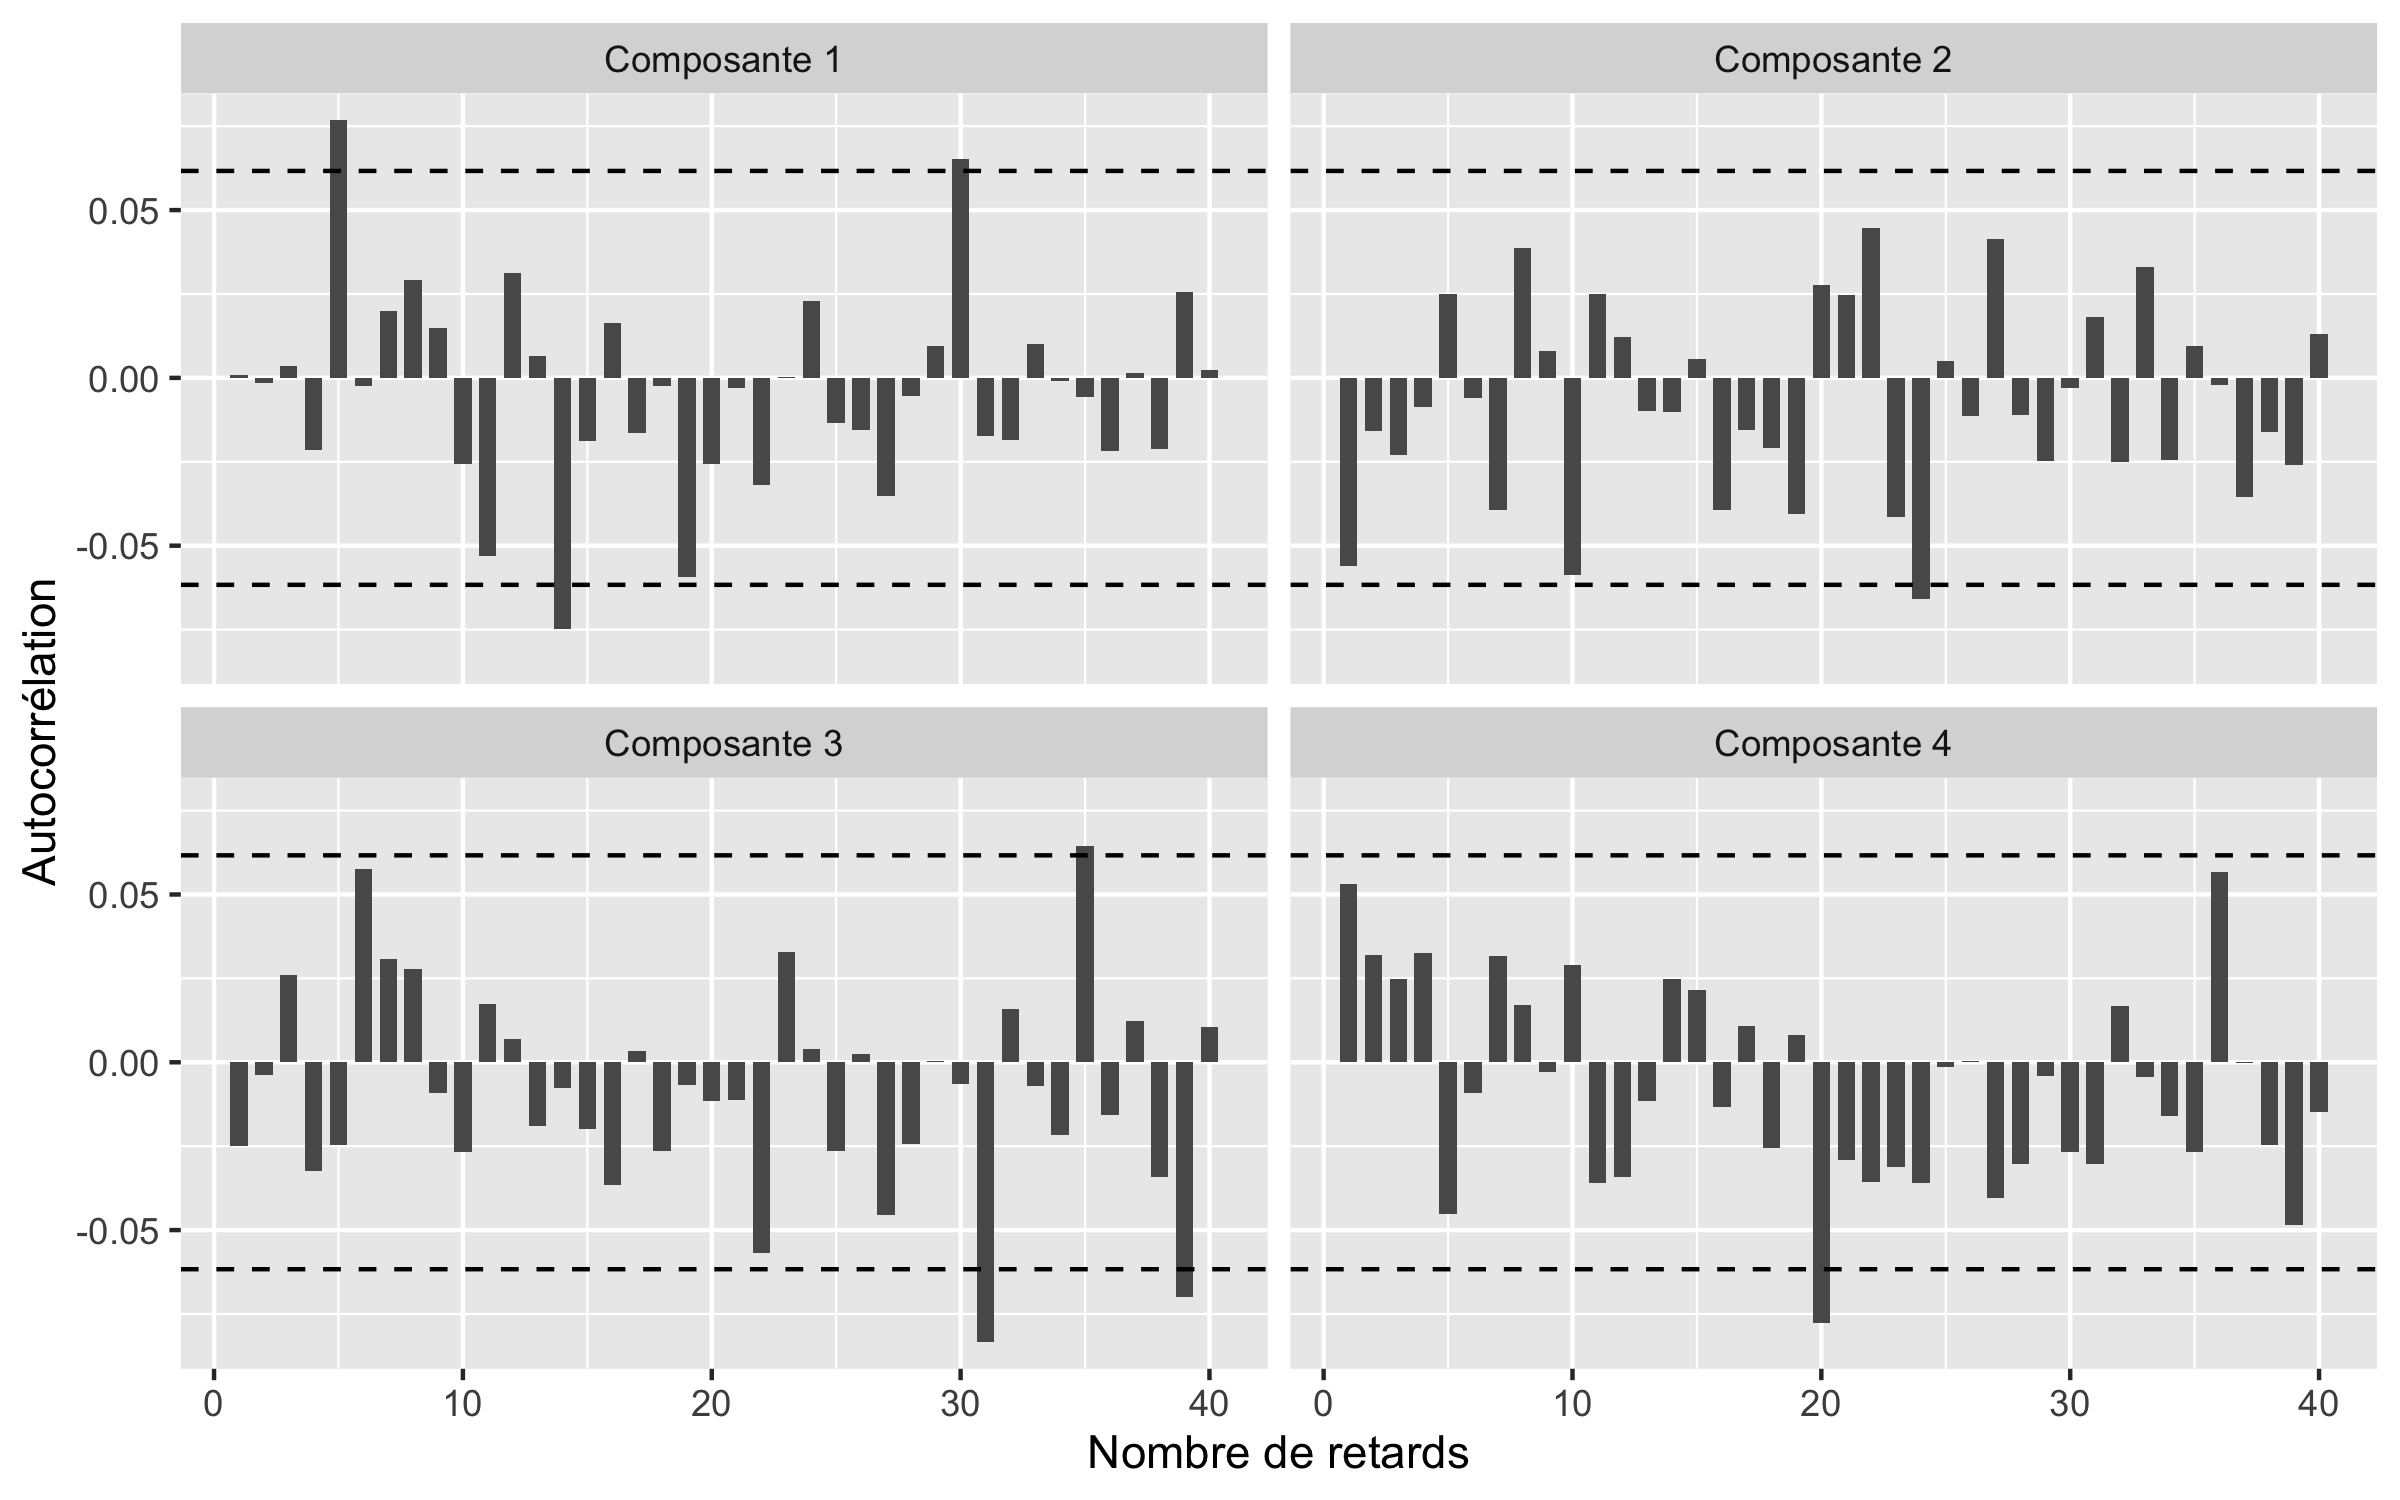 Composante 1
Composante 2
0.05
0.00
-0.05
Composante 3
Composante 4
0.05
0.00
-0.05
0 10 20 30 40
0 10 20 30 40
Nombre de retards
Autocorrélation